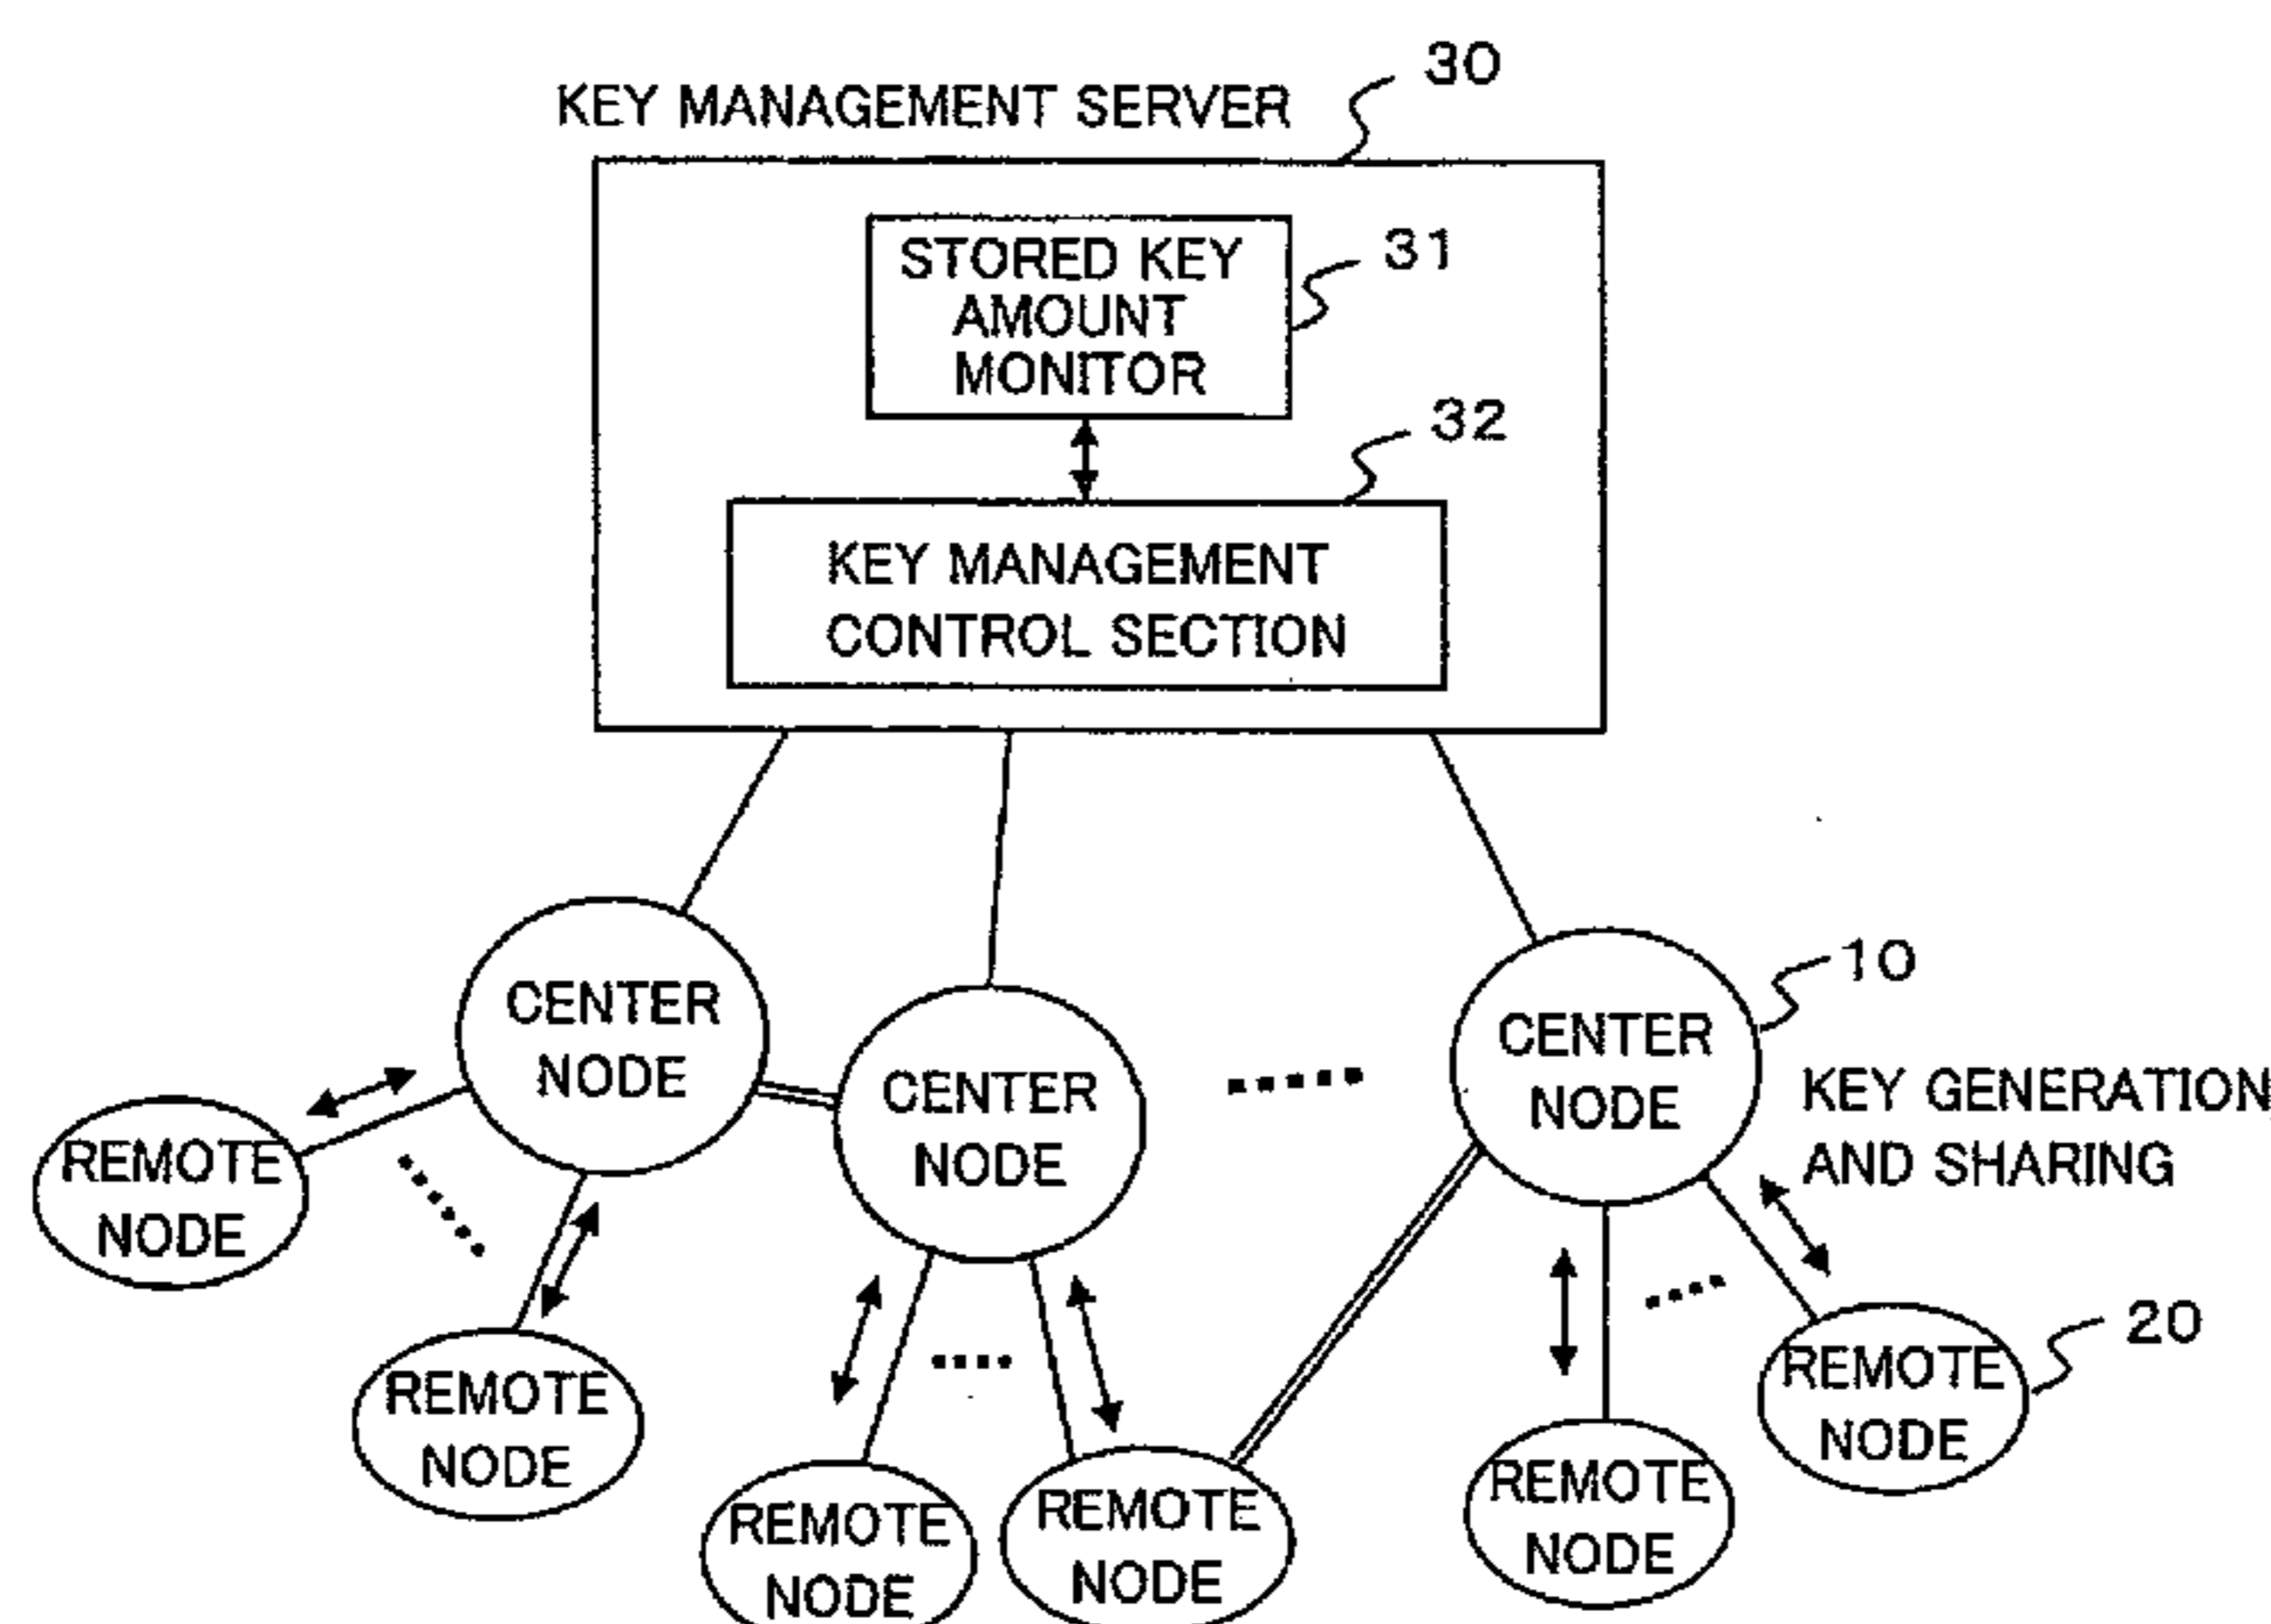 30
KEY MANAGEMENT SERVER
STORED KEY
AMOUNT
MONITOR
31
32
KEY MANAGEMENT
CONTROL SECTION
CENTER
NODE
CENTER
NODE
CENTER
NODE
10
KEY GENERATION
AND SHARING
REMOTE
NODE
REMOTE
NODE
REMOTE
NODE
REMOTE
NODE
REMOTE
NODE
REMOTE
NODE
20